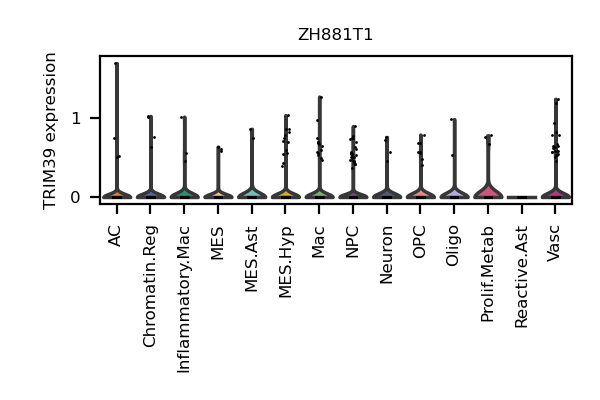 ZH881T1
TRIM39 expression
1
0
AC
Chromatin.Reg
Inflammatory.Mac
MES
MES.Ast
MES.Hyp
Mac
NPC
Neuron
OPC
Oligo
Prolif.Metab
Reactive.Ast
Vasc